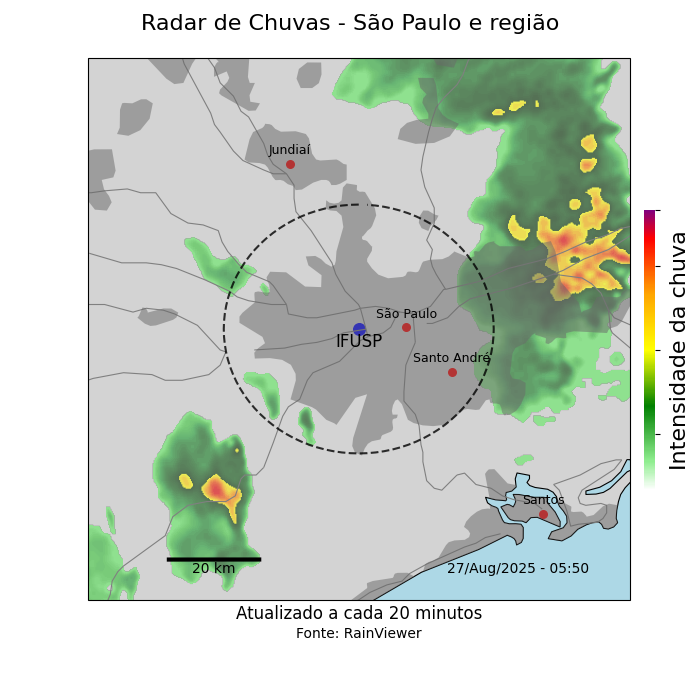 Radar de Chuvas - São Paulo e região
Jundiaí
São Paulo
IFUSP
Santo André
Santos
20 km
27/Aug/2025 - 05:50
Intensidade da chuva
Atualizado a cada 20 minutos
Fonte: RainViewer